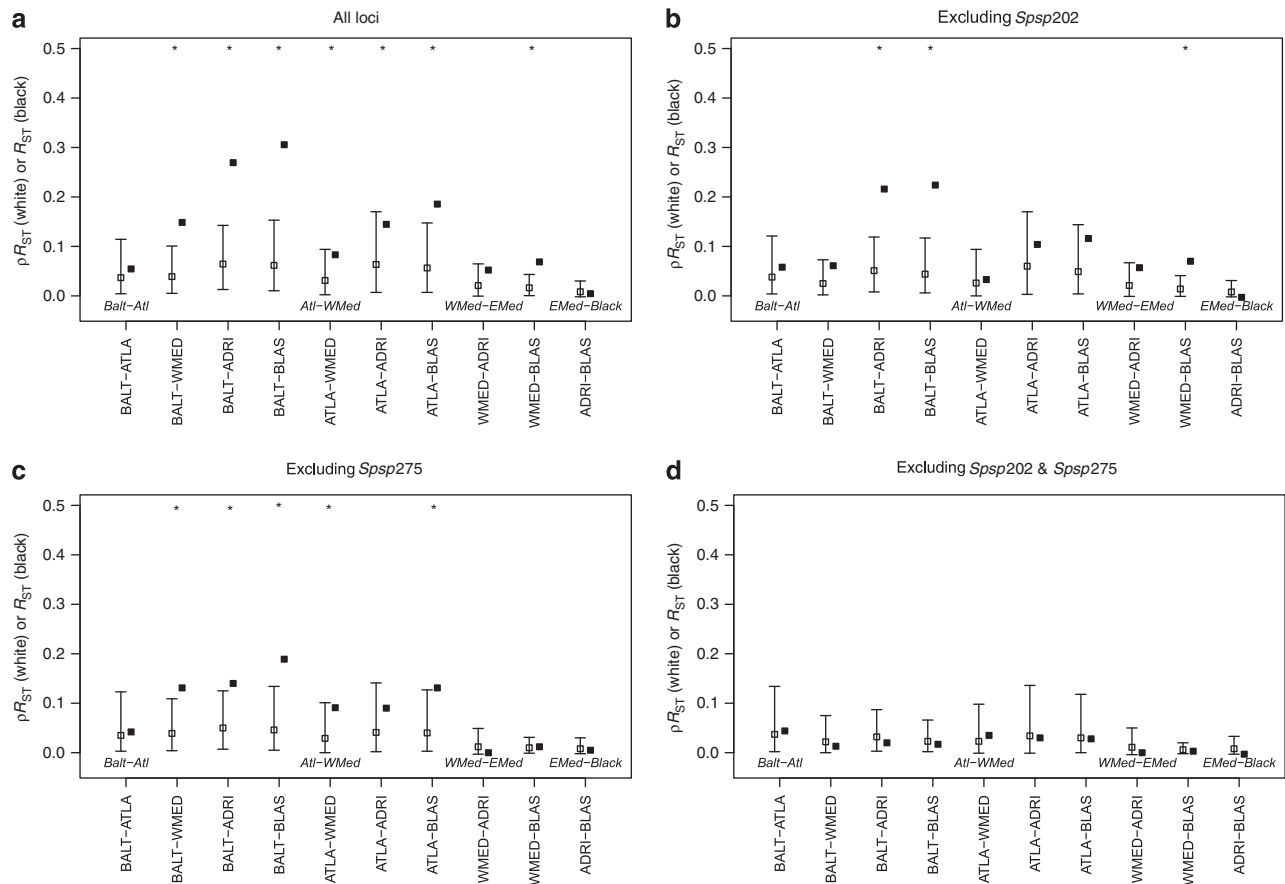 a
All loci
* * * * * * *
ρRST (white) or RST (black)
0.5
0.4
0.3
0.2
0.1
0.0
Balt–Atl
Atl–WMed
WMed–EMed
EMed–Black
BALT–ATLA
BALT–WMED
BALT–ADRI
BALT–BLAS
ATLA–WMED
ATLA–ADRI
ATLA–BLAS
WMED–ADRI
WMED–BLAS
ADRI–BLAS
b
Excluding Spsp202
* * *
ρRST (white) or RST (black)
0.5
0.4
0.3
0.2
0.1
0.0
Balt–Atl
Atl–WMed
WMed–EMed
EMed–Black
BALT–ATLA
BALT–WMED
BALT–ADRI
BALT–BLAS
ATLA–WMED
ATLA–ADRI
ATLA–BLAS
WMED–ADRI
WMED–BLAS
ADRI–BLAS
c
Excluding Spsp275
* * * * *
ρRST (white) or RST (black)
0.5
0.4
0.3
0.2
0.1
0.0
Balt–Atl
Atl–WMed
WMed–EMed
EMed–Black
BALT–ATLA
BALT–WMED
BALT–ADRI
BALT–BLAS
ATLA–WMED
ATLA–ADRI
ATLA–BLAS
WMED–ADRI
WMED–BLAS
ADRI–BLAS
d
Excluding Spsp202 & Spsp275
ρRST (white) or RST (black)
0.5
0.4
0.3
0.2
0.1
0.0
Balt–Atl
Atl–WMed
WMed–EMed
EMed–Black
BALT–ATLA
BALT–WMED
BALT–ADRI
BALT–BLAS
ATLA–WMED
ATLA–ADRI
ATLA–BLAS
WMED–ADRI
WMED–BLAS
ADRI–BLAS